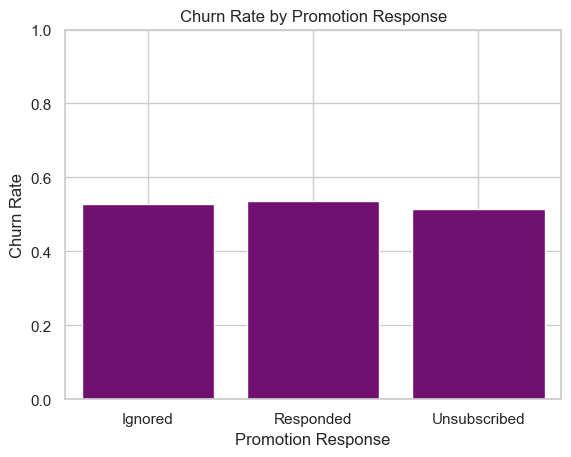 Churn Rate by Promotion Response
1.0
0.8
0.6
0.4
0.2
0.0
Churn Rate
Ignored
Responded
Unsubscribed
Promotion Response